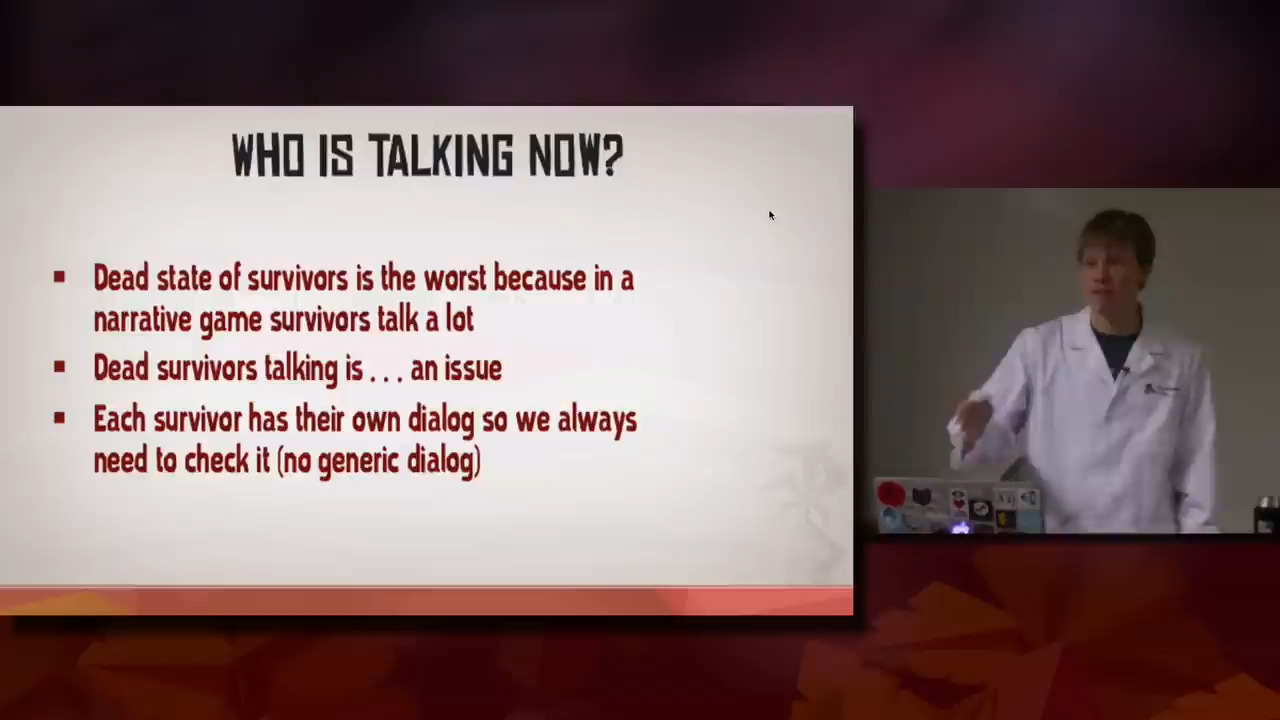 WHO IS TALKING NOW?
Dead state of survivors is the worst because in a
narrative game survivors talk a lot
Dead survivors talking is . . . an issue
Each survivor has their own dialog so we always
need to check it (no generic dialog)